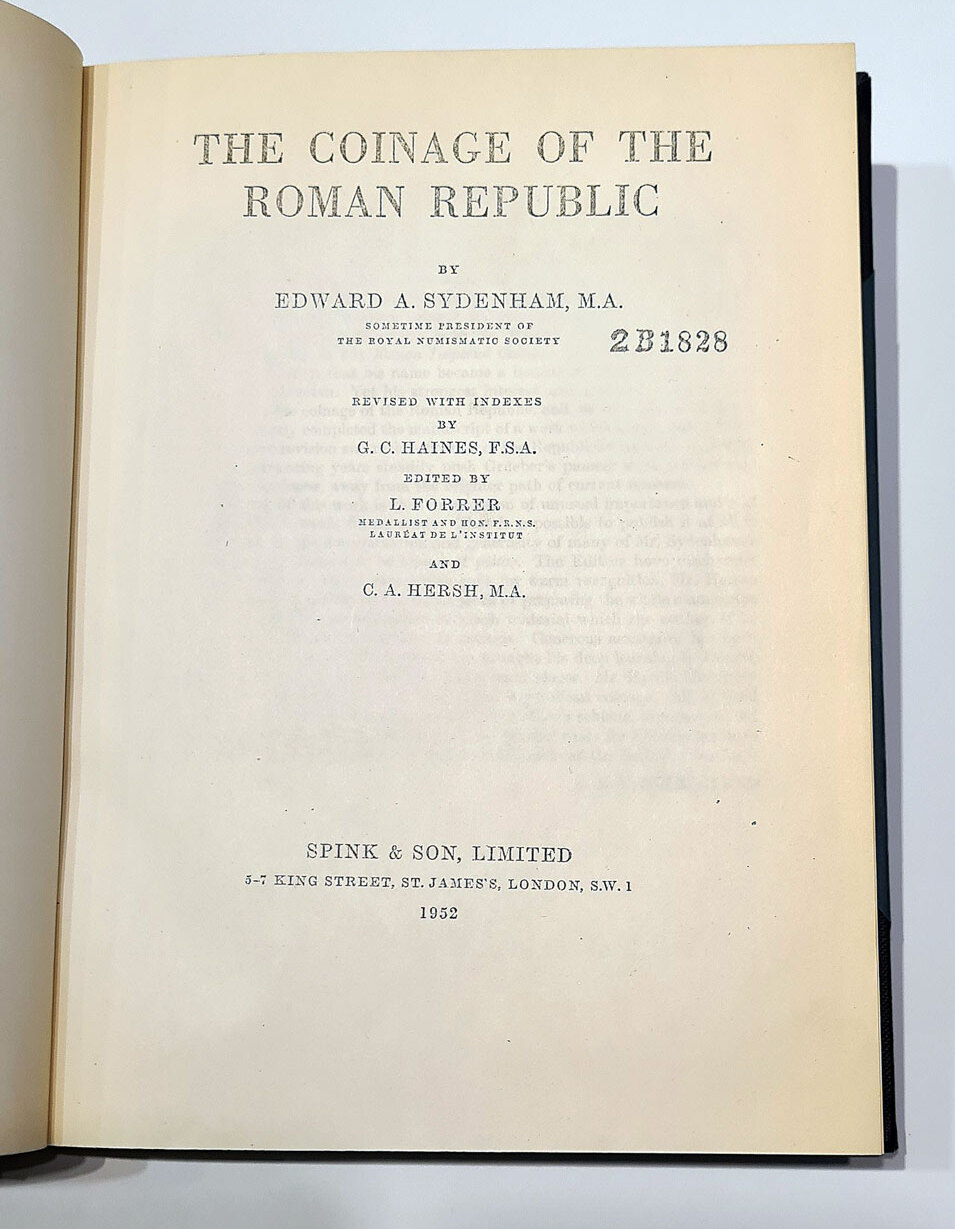 THE COINAGE OF THE
ROMAN REPUBLIC
BY
EDWARD A. SYDENHAM, M.A.
SOMETIME PRESIDENT OF
THE ROYAL NUMISMATIC SOCIETY
2B1828
REVISED WITH INDEXES
BY
G. C. HAINES, F.S.A.
EDITED BY
L. FORRER
MEDALLIST AND HON. F.R.N.S.
LAURÉAT DE L'INSTITUT
AND
C. A. HERSH, M.A.
SPINK & SON, LIMITED
5-7 KING STREET, ST. JAMES'S, LONDON, S.W. 1
1952